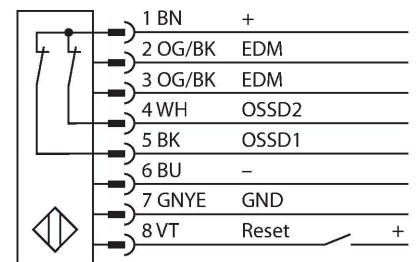 1 BN +
2 OG/BK EDM
3 OG/BK EDM
4 WH OSSD2
5 BK OSSD1
6 BU –
7 GNYE GND
8 VT Reset +